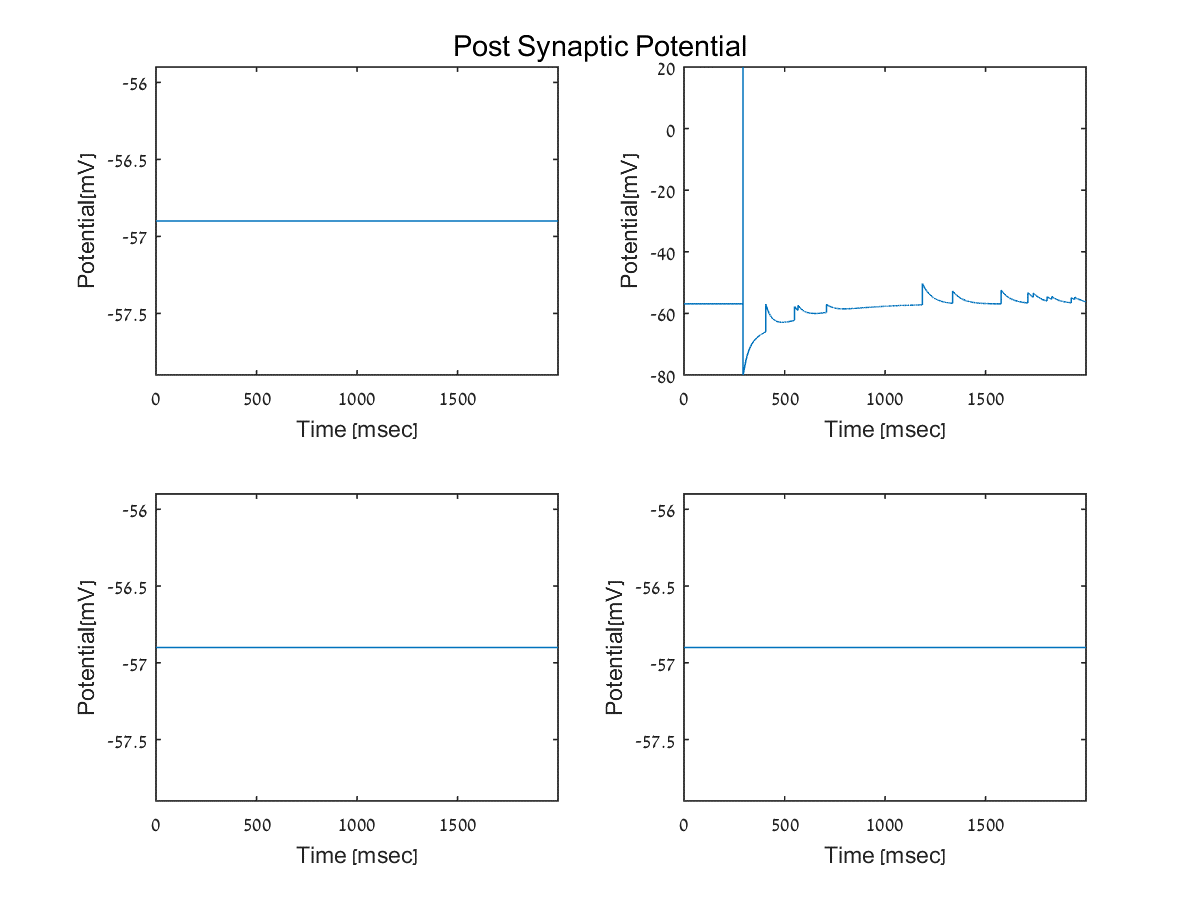 Post Synaptic Potential
Potential[mV]
-56
-56.5
-57
-57.5
0 500 1000 1500
Time [msec]
Potential[mV]
20
0
-20
-40
-60
-80
0 500 1000 1500
Time [msec]
Potential[mV]
-56
-56.5
-57
-57.5
0 500 1000 1500
Time [msec]
Potential[mV]
-56
-56.5
-57
-57.5
0 500 1000 1500
Time [msec]